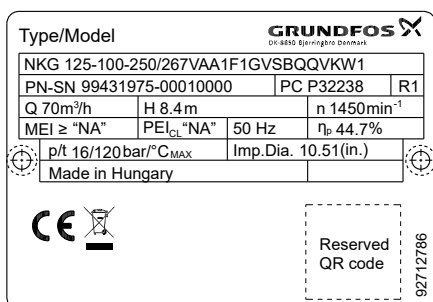 Type/Model
GRUNDFOS
DK-8850 Bjerringbro Denmark
NKG 125-100-250/267VAA1F1GVSBQQVKW1
PN-SN 99431975-00010000 PC P32238 R1
Q 70m³/h H 8.4m n 1450min⁻¹
MEI ≥ “NA” PEI_CL“NA” 50 Hz ηₚ 44.7%
p/t 16/120bar/°C_MAX Imp.Dia. 10.51(in.)
Made in Hungary
CE
Reserved
QR code
92712786